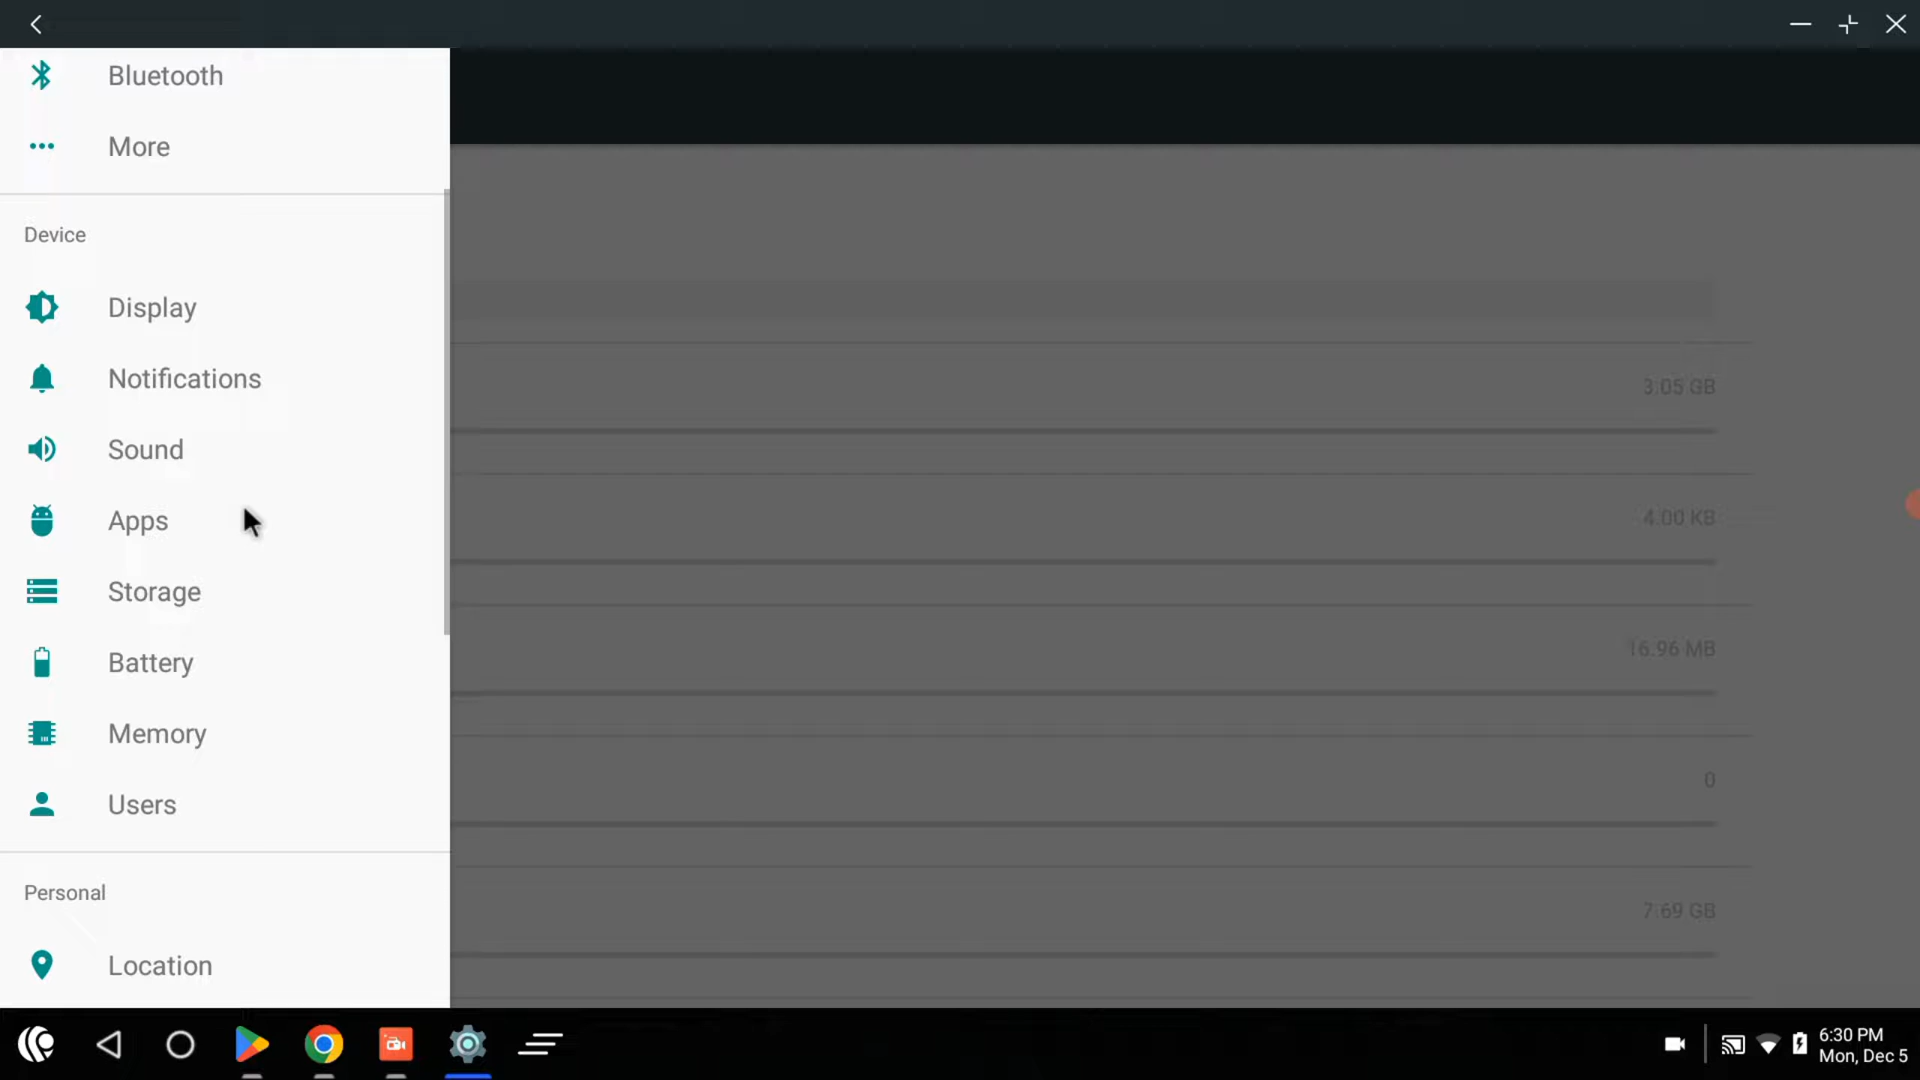 Bluetooth
More
Device
Display
Notifications
Sound
Apps
Storage
Battery
Memory
Users
Personal
Location
3.05 GB
4.00 KB
16.96 MB
0
7.69 GB
6:30 PM
Mon, Dec 5